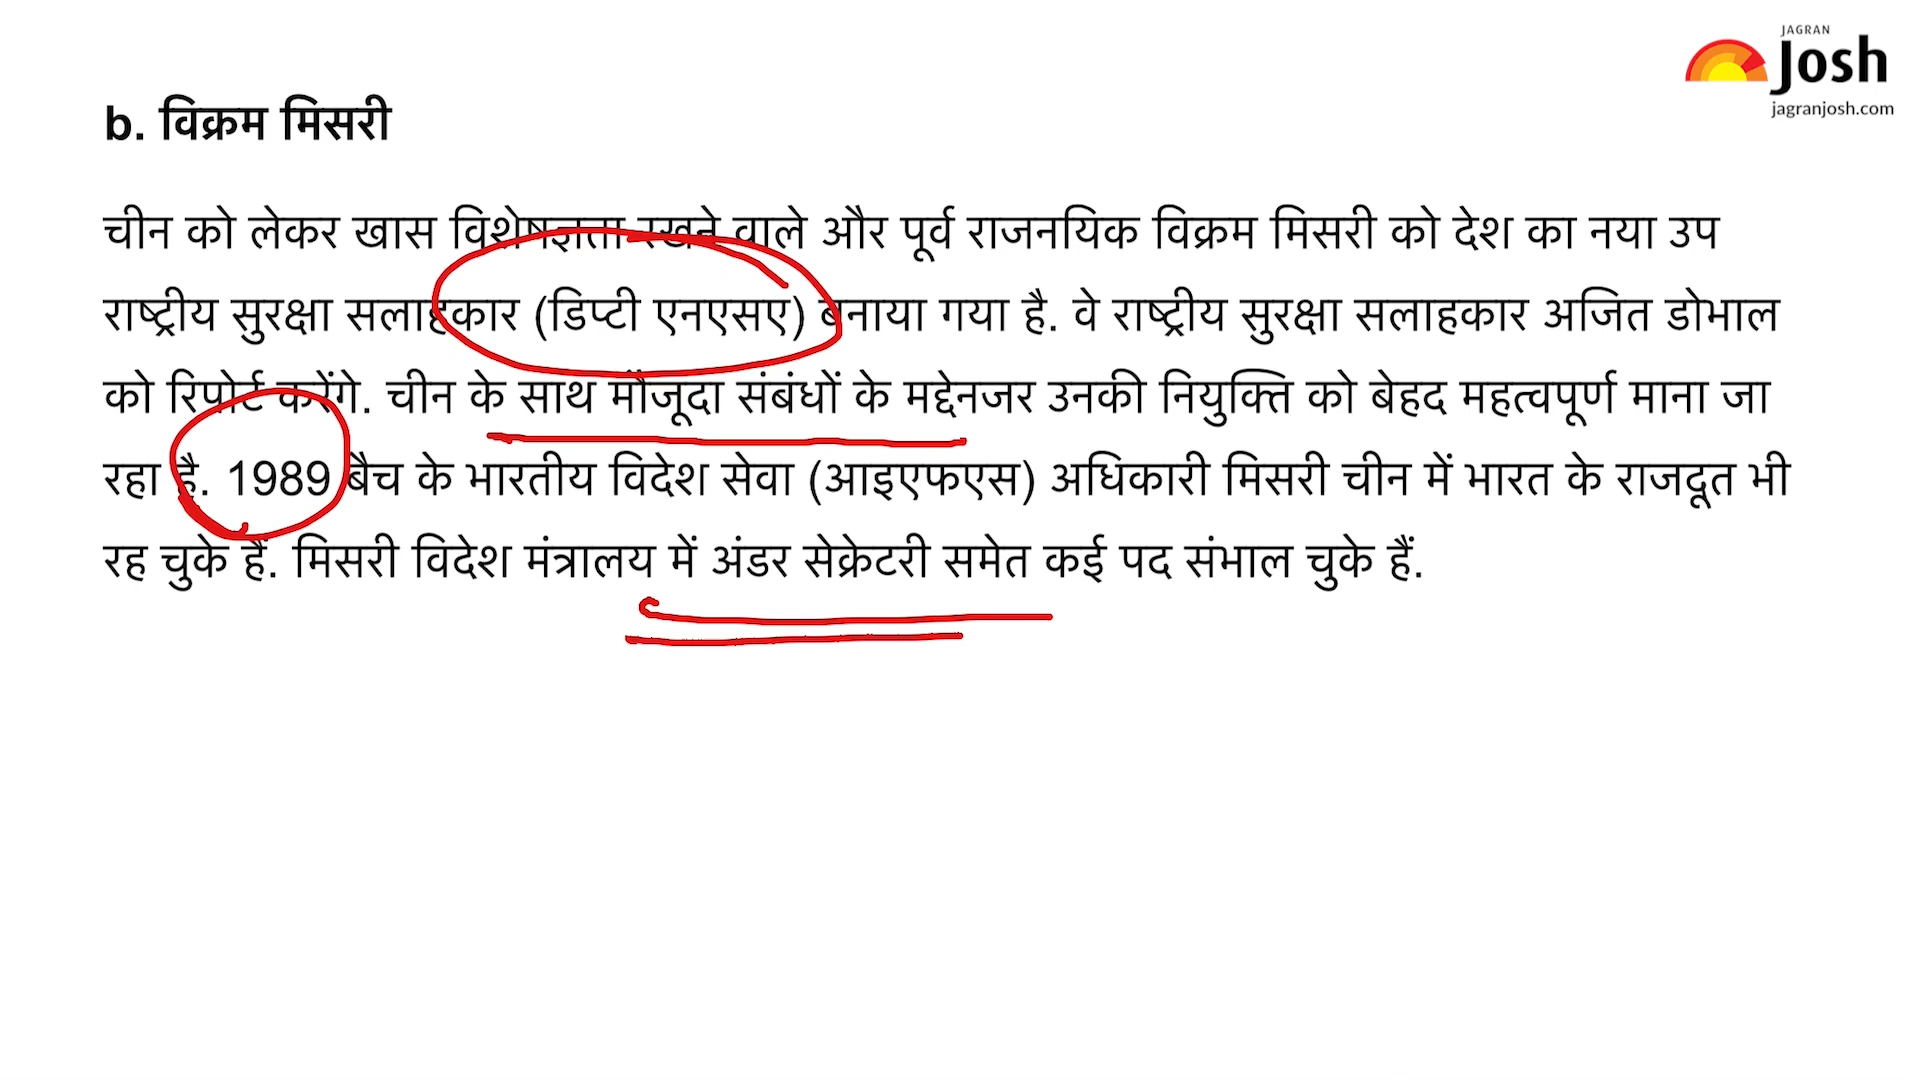 JAGRAN
Josh
jagranjosh.com
b. विक्रम मिसरी
चीन को लेकर खास विशेषज्ञता रखने वाले और पूर्व राजनयिक विक्रम मिसरी को देश का नया उप
राष्ट्रीय सुरक्षा सलाहकार (डिप्टी एनएसए) बनाया गया है. वे राष्ट्रीय सुरक्षा सलाहकार अजित डोभाल
को रिपोर्ट करेंगे. चीन के साथ मौजूदा संबंधों के मद्देनजर उनकी नियुक्ति को बेहद महत्वपूर्ण माना जा
रहा है. 1989 बैच के भारतीय विदेश सेवा (आइएफएस) अधिकारी मिसरी चीन में भारत के राजदूत भी
रह चुके हैं. मिसरी विदेश मंत्रालय में अंडर सेक्रेटरी समेत कई पद संभाल चुके हैं.